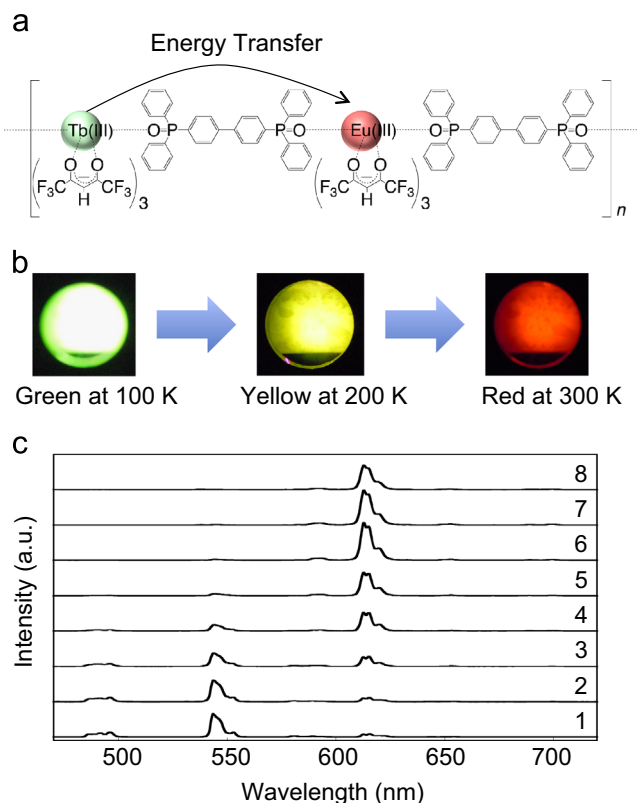 a
Energy Transfer
Tb(III) O P P O Eu(III) O P P O
O O O O
F₃C CF₃ 3 F₃C CF₃ 3
H H
n
b
Green at 100 K Yellow at 200 K Red at 300 K
c
8
7
6
5
4
3
2
1
Intensity (a.u.)
500 550 600 650 700
Wavelength (nm)